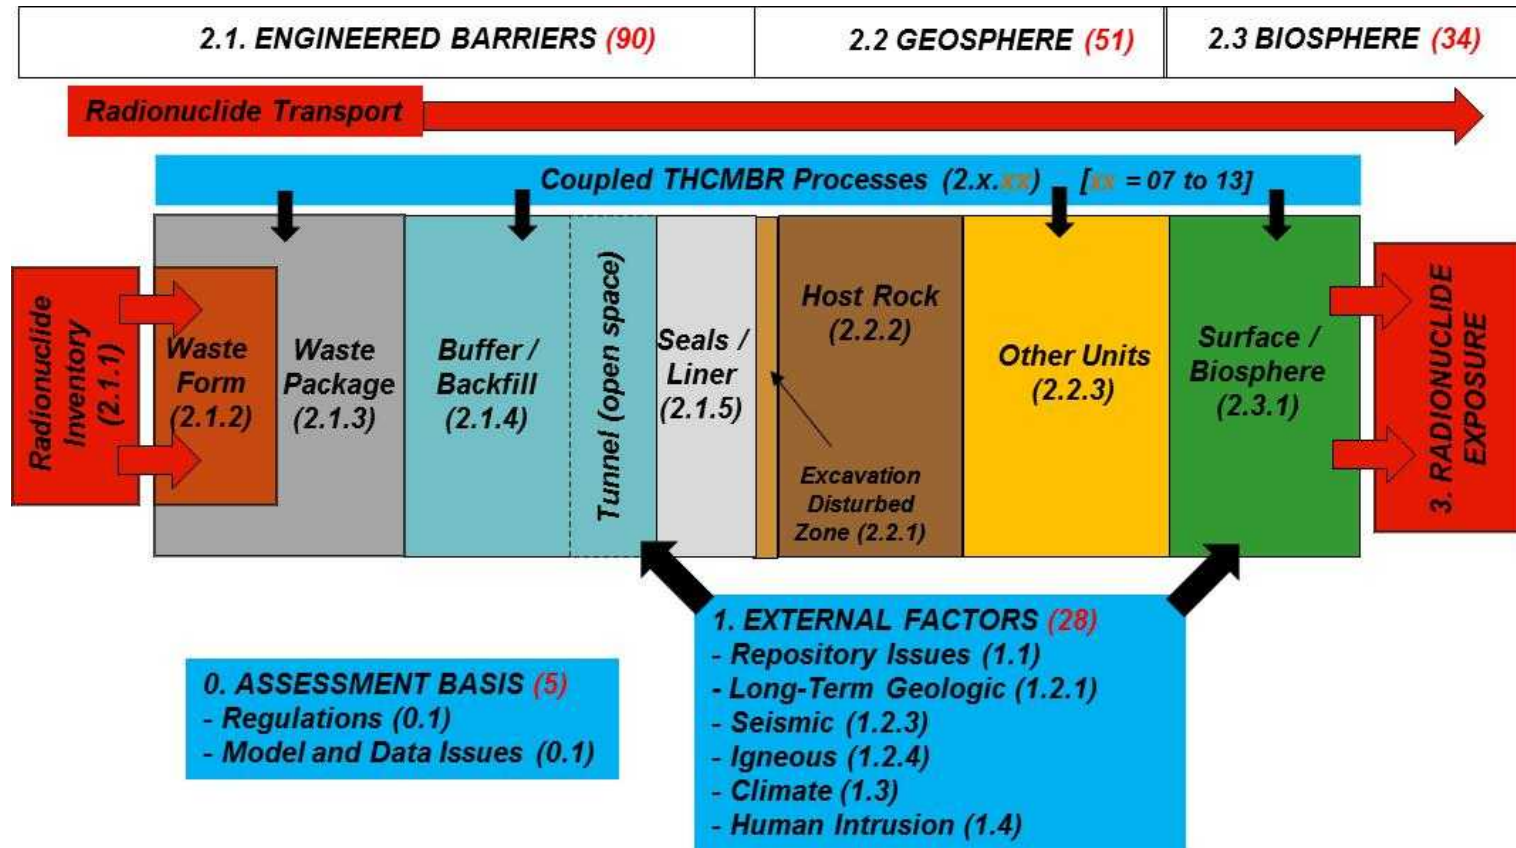 2.1. ENGINEERED BARRIERS (90)
2.2 GEOSPHERE (51)
2.3 BIOSPHERE (34)
Radionuclide Transport
Coupled THCMBR Processes (2.x.xx) [xx = 07 to 13]
Radionuclide
Inventory
(2.1.1)
Waste
Form
(2.1.2)
Waste
Package
(2.1.3)
Buffer /
Backfill
(2.1.4)
Tunnel (open space)
Seals /
Liner
(2.1.5)
Host Rock
(2.2.2)
Excavation
Disturbed
Zone (2.2.1)
Other Units
(2.2.3)
Surface /
Biosphere
(2.3.1)
3. RADIONUCLIDE
EXPOSURE
0. ASSESSMENT BASIS (5)
- Regulations (0.1)
- Model and Data Issues (0.1)
1. EXTERNAL FACTORS (28)
- Repository Issues (1.1)
- Long-Term Geologic (1.2.1)
- Seismic (1.2.3)
- Igneous (1.2.4)
- Climate (1.3)
- Human Intrusion (1.4)